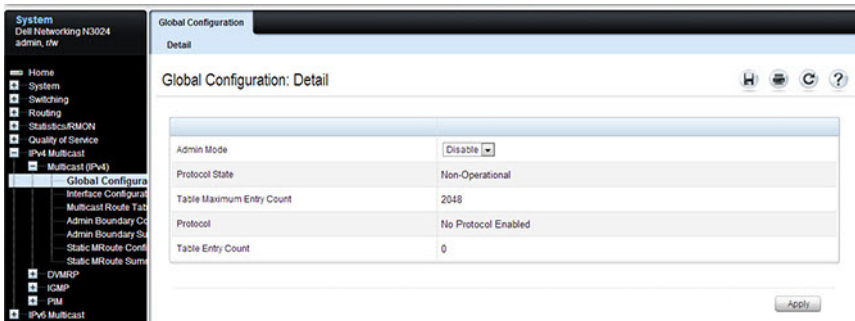 System
Dell Networking N3024
admin, r/w
Home
System
Switching
Routing
Statistics/RMON
Quality of Service
IPv4 Multicast
Multicast (IPv4)
Global Configura
Interface Configurat
Multicast Route Tab
Admin Boundary Co
Admin Boundary Su
Static MRoute Confi
Static MRoute Summ
DVMRP
IGMP
PIM
IPv6 Multicast
Global Configuration
Detail
Global Configuration: Detail
Admin Mode Disable
Protocol State Non-Operational
Table Maximum Entry Count 2048
Protocol No Protocol Enabled
Table Entry Count 0
Apply